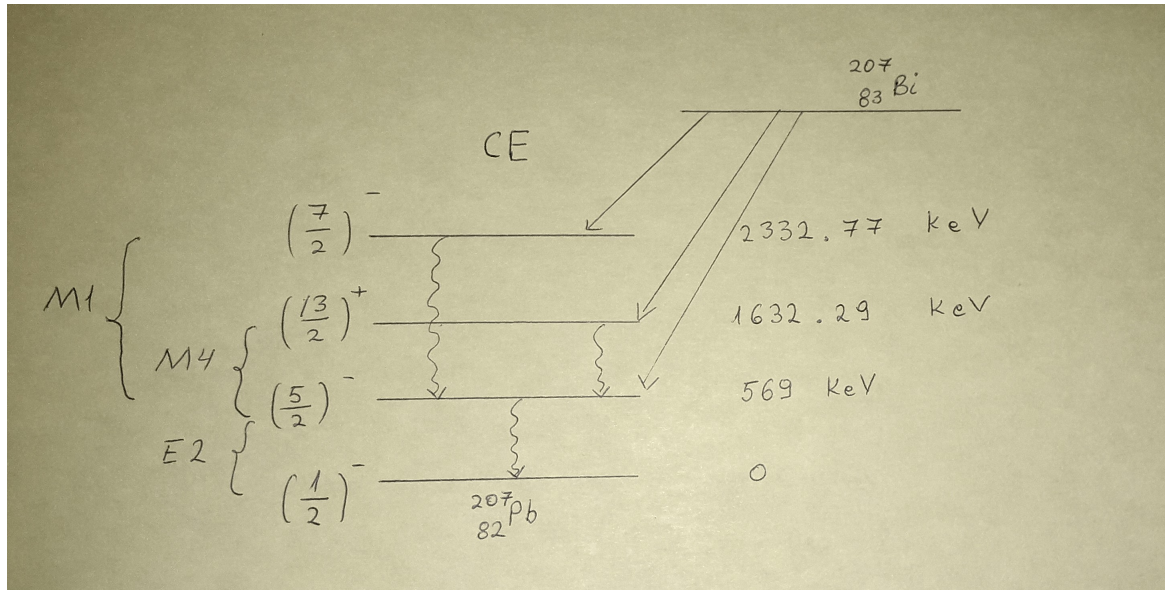 207
83 Bi
CE
(7/2)⁻ 2332.77 keV
M1
(13/2)⁺ 1632.29 keV
M4
(5/2)⁻ 569 keV
E2
(1/2)⁻ 0
207
82 Pb